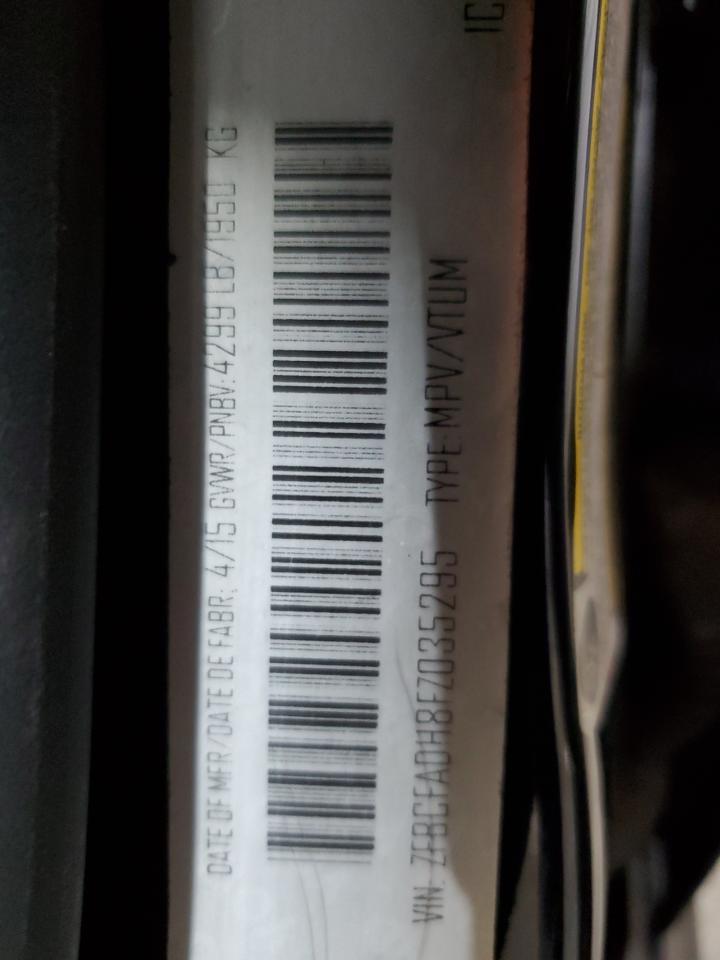 DATE OF MFR/DATE DE FABR: 4/15 GVWR/PNBV: 4299 LB/1950 KG
VIN: ZFBCFADH8FZ035295 TYPE:MPV/VTUM